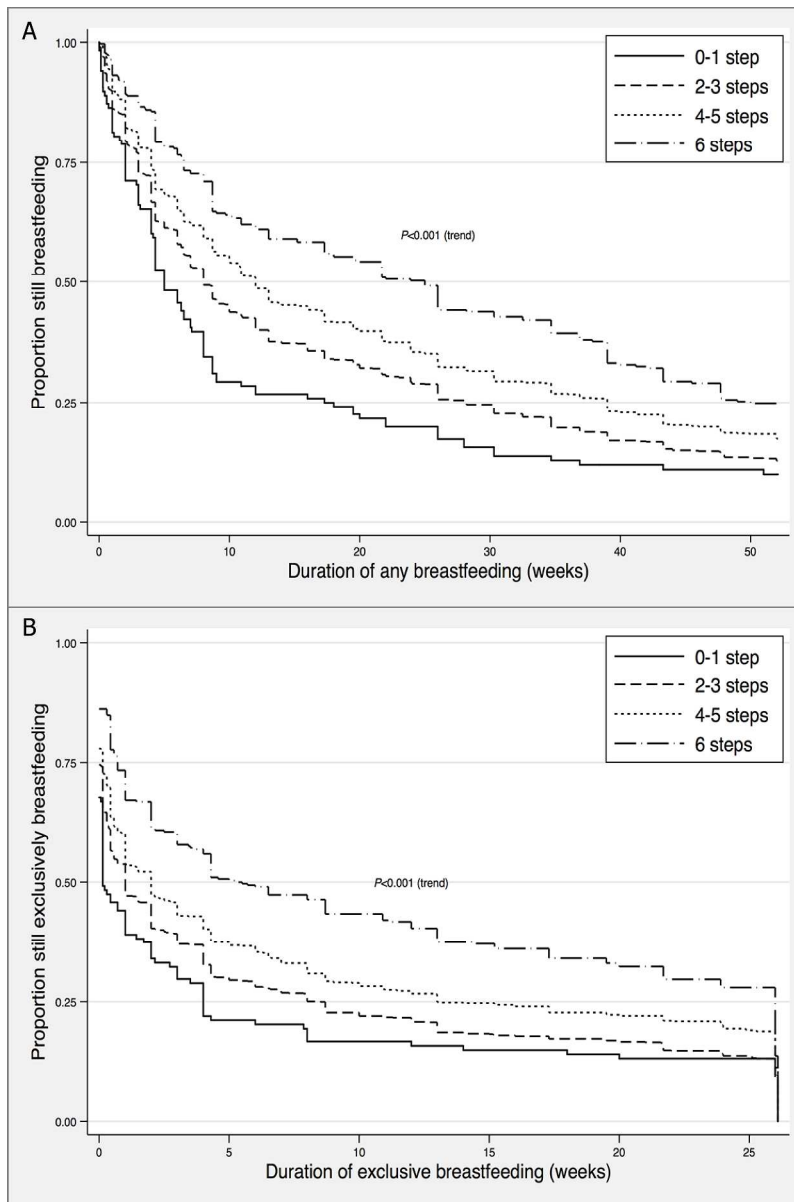 A
1.00
0.75
0.50
0.25
0.00
Proportion still breastfeeding
0-1 step
2-3 steps
4-5 steps
6 steps
P<0.001 (trend)
0 10 20 30 40 50
Duration of any breastfeeding (weeks)
B
1.00
0.75
0.50
0.25
0.00
Proportion still exclusively breastfeeding
0-1 step
2-3 steps
4-5 steps
6 steps
P<0.001 (trend)
0 5 10 15 20 25
Duration of exclusive breastfeeding (weeks)